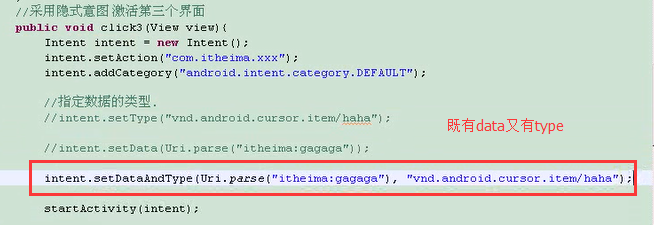 //采用隐式意图 激活第三个界面
public void click3(View view){
Intent intent = new Intent();
intent.setAction("com.itheima.xxx");
intent.addCategory("android.intent.category.DEFAULT");
//指定数据的类型.
//intent.setType("vnd.android.cursor.item/haha");
既有data又有type
//intent.setData(Uri.parse("itheima:gagaga"));
intent.setDataAndType(Uri.parse("itheima:gagaga"), "vnd.android.cursor.item/haha");
startActivity(intent);